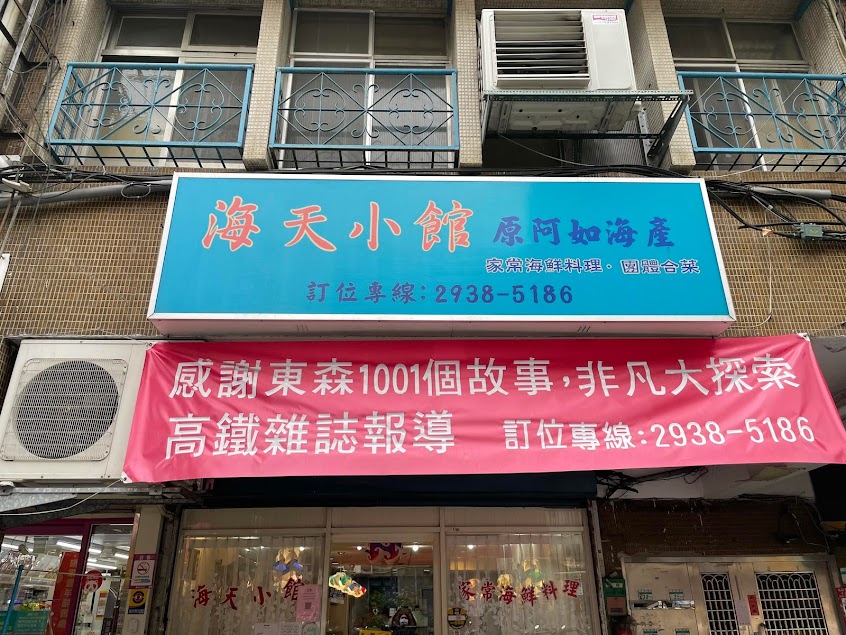 海天小館 原阿如海產
家常海鮮料理·團體合菜
訂位專線:2938-5186
感謝東森1001個故事,非凡大探索
高鐵雜誌報導 訂位專線:2938-5186
海天小館
家常海鮮料理